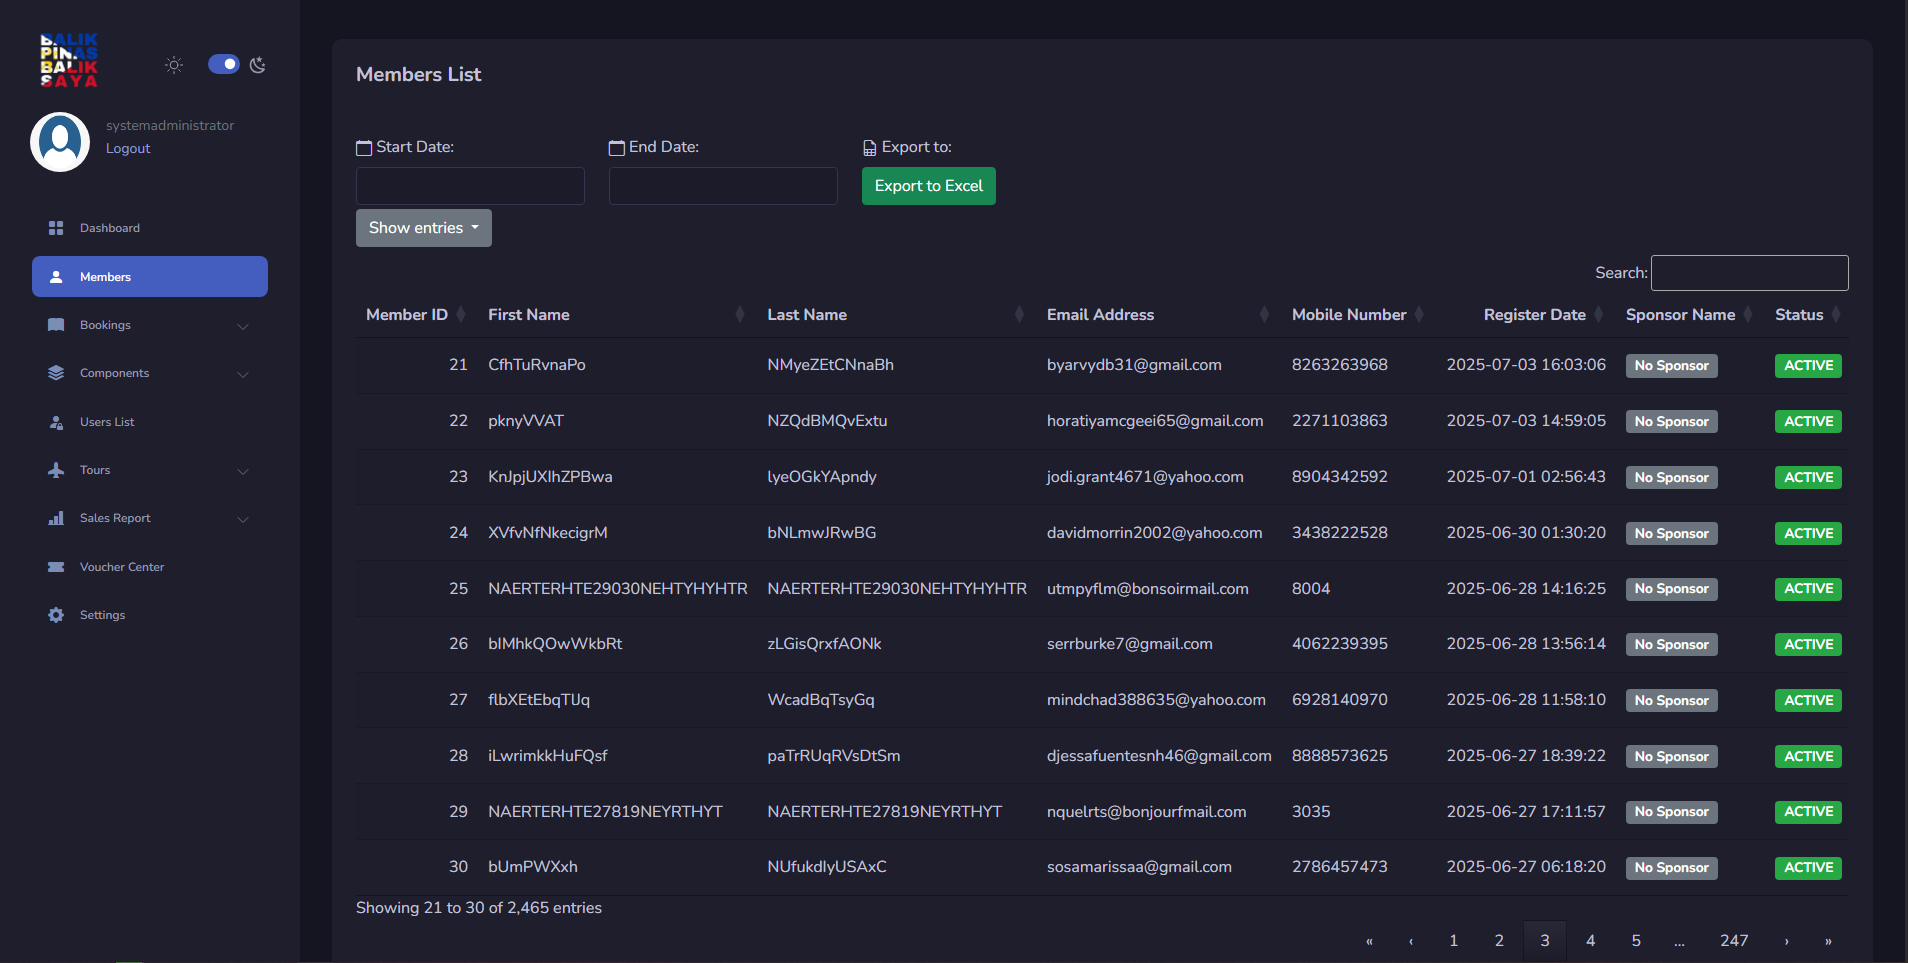 BALIK
PINAS
BALIK
SAYA
systemadministrator
Logout
Dashboard
Members
Bookings
Components
Users List
Tours
Sales Report
Voucher Center
Settings
Members List
Start Date: End Date: Export to:
Export to Excel
Show entries
Search:
Member ID First Name Last Name Email Address Mobile Number Register Date Sponsor Name Status
21 CfhTuRvnaPo NMyeZEtCNnaBh byarvydb31@gmail.com 8263263968 2025-07-03 16:03:06 No Sponsor ACTIVE
22 pknyVVAT NZQdBMQvExtu horatiyamcgeei65@gmail.com 2271103863 2025-07-03 14:59:05 No Sponsor ACTIVE
23 KnJpjUXIhZPBwa lyeOGkYApndy jodi.grant4671@yahoo.com 8904342592 2025-07-01 02:56:43 No Sponsor ACTIVE
24 XVfvNfNkecigrM bNLmwJRwBG davidmorrin2002@yahoo.com 3438222528 2025-06-30 01:30:20 No Sponsor ACTIVE
25 NAERTERHTE29030NEHTYHYHTR NAERTERHTE29030NEHTYHYHTR utmpyflm@bonsoirmail.com 8004 2025-06-28 14:16:25 No Sponsor ACTIVE
26 bIMhkQOwWkbRt zLGisQrxfAONk serrburke7@gmail.com 4062239395 2025-06-28 13:56:14 No Sponsor ACTIVE
27 flbXEtEbqTlJq WcadBqTsyGq mindchad388635@yahoo.com 6928140970 2025-06-28 11:58:10 No Sponsor ACTIVE
28 iLwrimkkHuFQsf paTrRUqRVsDtSm djessafuentesnh46@gmail.com 8888573625 2025-06-27 18:39:22 No Sponsor ACTIVE
29 NAERTERHTE27819NEYRTHYT NAERTERHTE27819NEYRTHYT nquelrts@bonjourfmail.com 3035 2025-06-27 17:11:57 No Sponsor ACTIVE
30 bUmPWXxh NUfukdIyUSAxC sosamarissaa@gmail.com 2786457473 2025-06-27 06:18:20 No Sponsor ACTIVE
Showing 21 to 30 of 2,465 entries
« ‹ 1 2 3 4 5 ... 247 › »